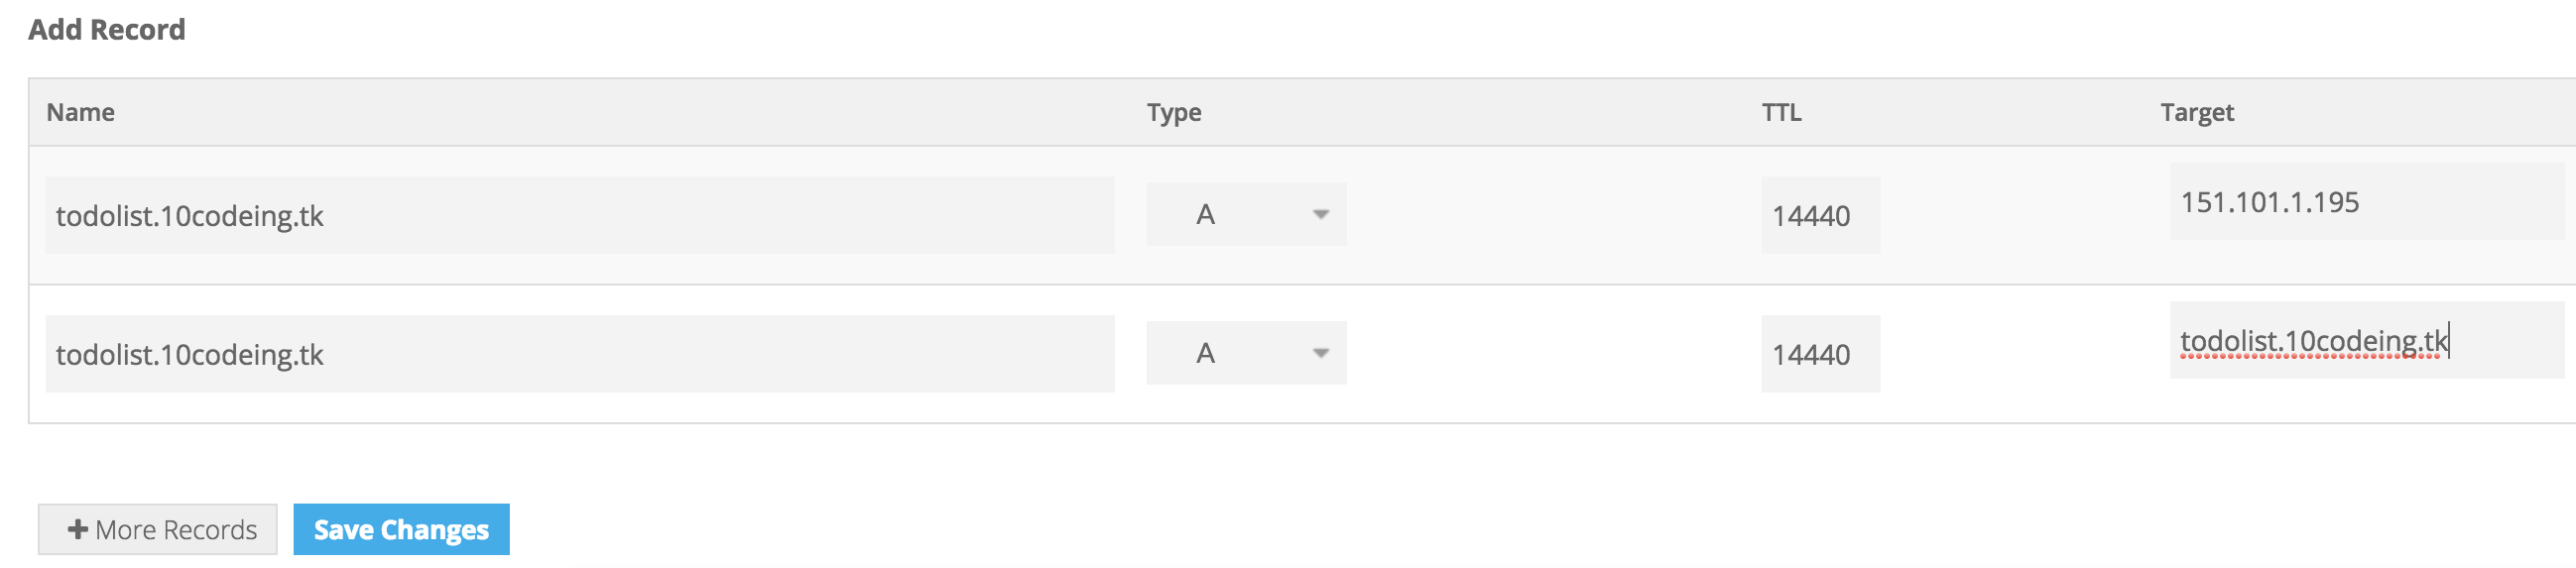 Add Record
Name Type TTL Target
todolist.10codeing.tk A 14440 151.101.1.195
todolist.10codeing.tk A 14440 todolist.10codeing.tk
+ More Records Save Changes